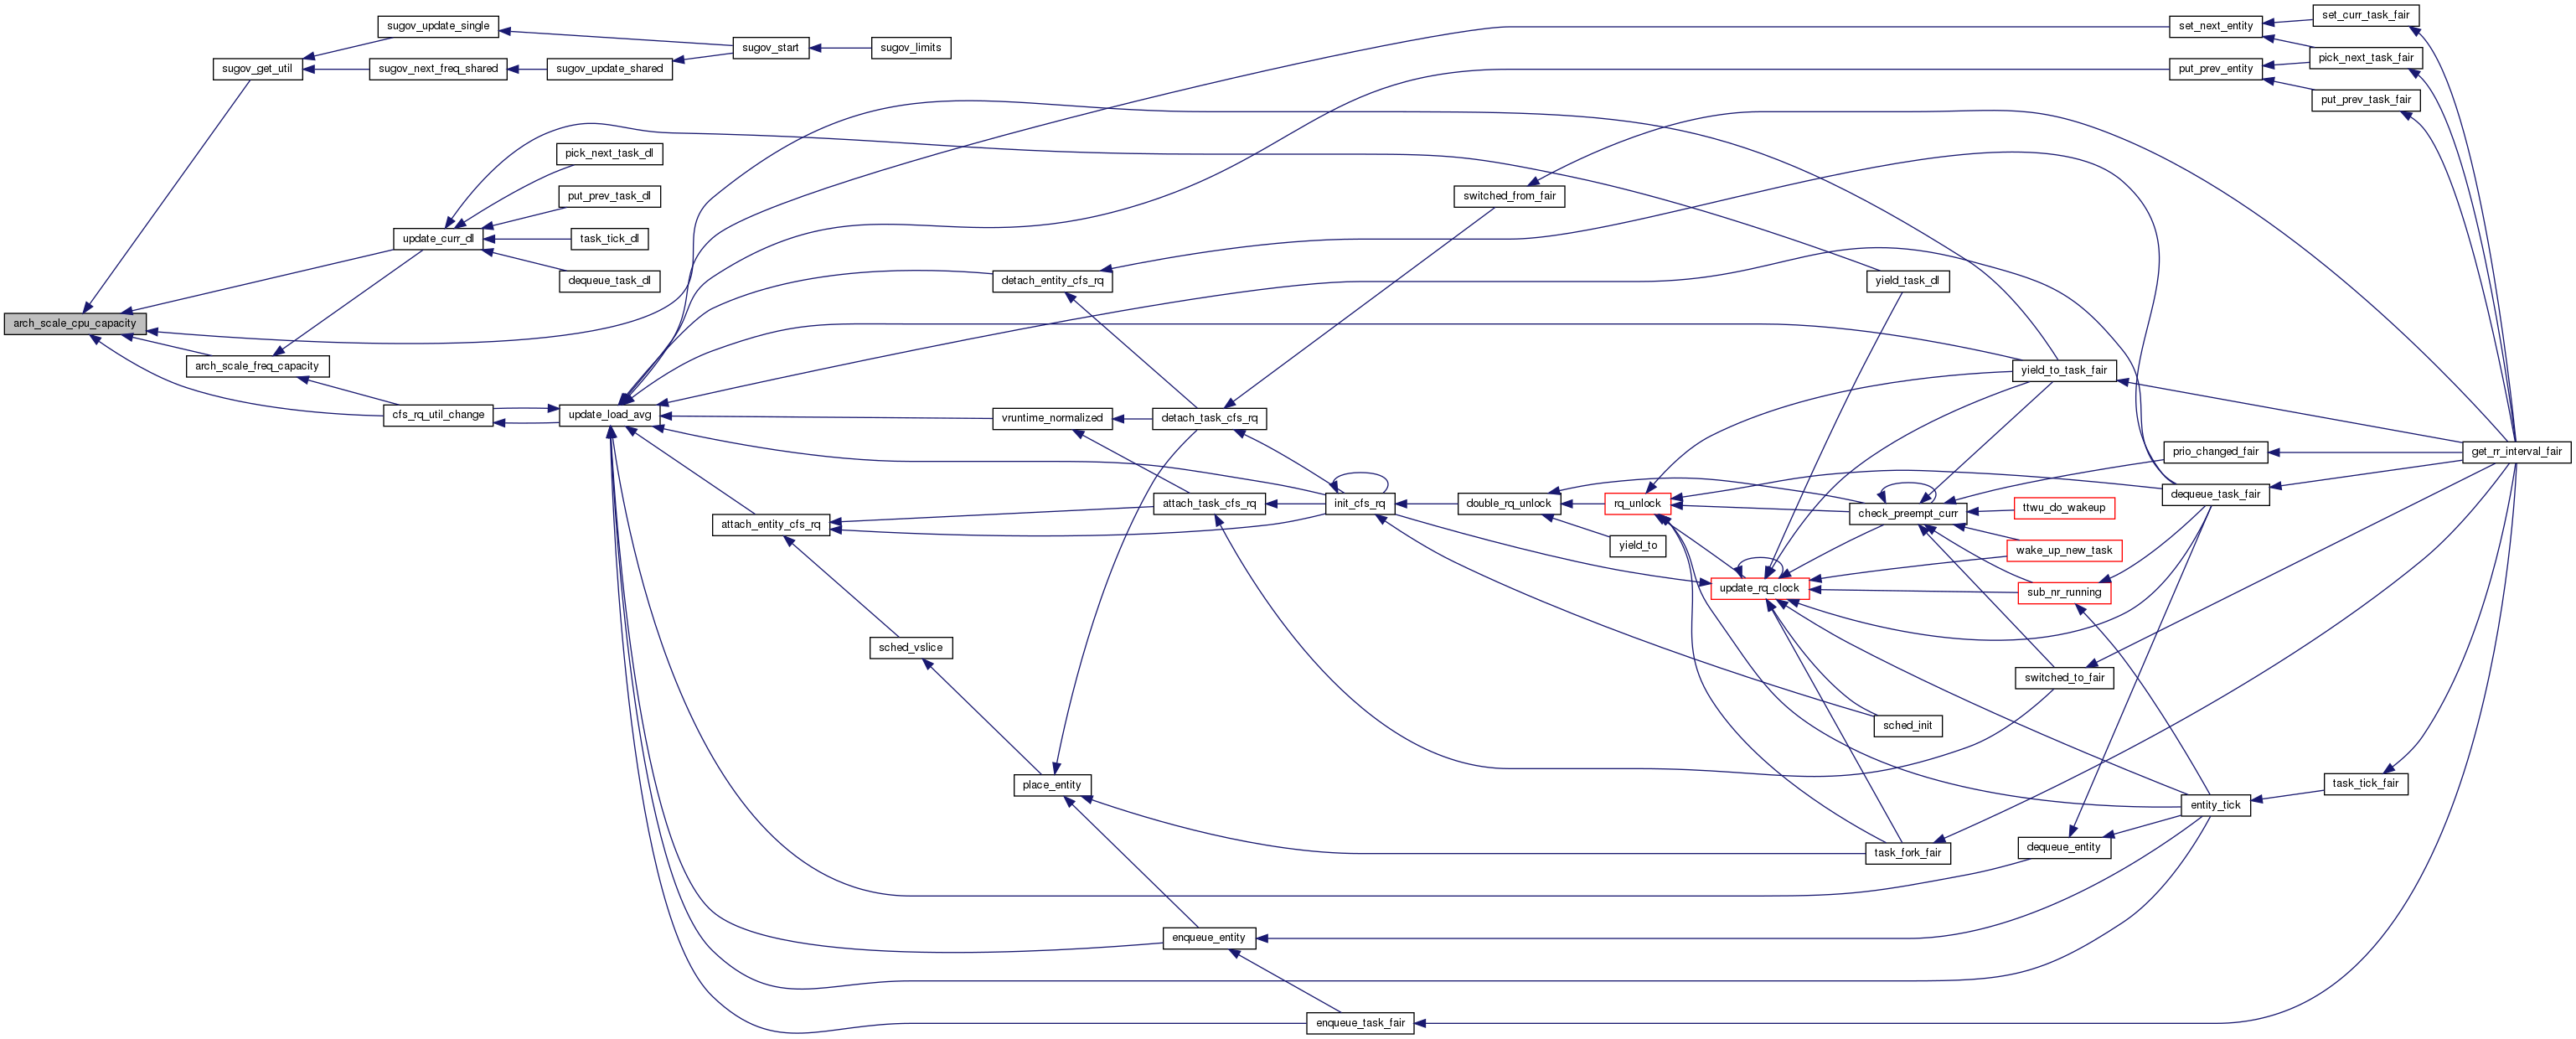 sugov_update_single
set_curr_task_fair
set_next_entity
sugov_start
sugov_limits
pick_next_task_fair
sugov_get_util
sugov_next_freq_shared
sugov_update_shared
put_prev_entity
put_prev_task_fair
pick_next_task_dl
put_prev_task_dl
switched_from_fair
update_curr_dl
task_tick_dl
dequeue_task_dl
detach_entity_cfs_rq
yield_task_dl
arch_scale_cpu_capacity
arch_scale_freq_capacity
yield_to_task_fair
cfs_rq_util_change
update_load_avg
vruntime_normalized
detach_task_cfs_rq
prio_changed_fair
get_rr_interval_fair
dequeue_task_fair
attach_task_cfs_rq
init_cfs_rq
double_rq_unlock
rq_unlock
ttwu_do_wakeup
check_preempt_curr
attach_entity_cfs_rq
yield_to
wake_up_new_task
update_rq_clock
sub_nr_running
sched_vslice
switched_to_fair
sched_init
place_entity
task_tick_fair
entity_tick
dequeue_entity
task_fork_fair
enqueue_entity
enqueue_task_fair